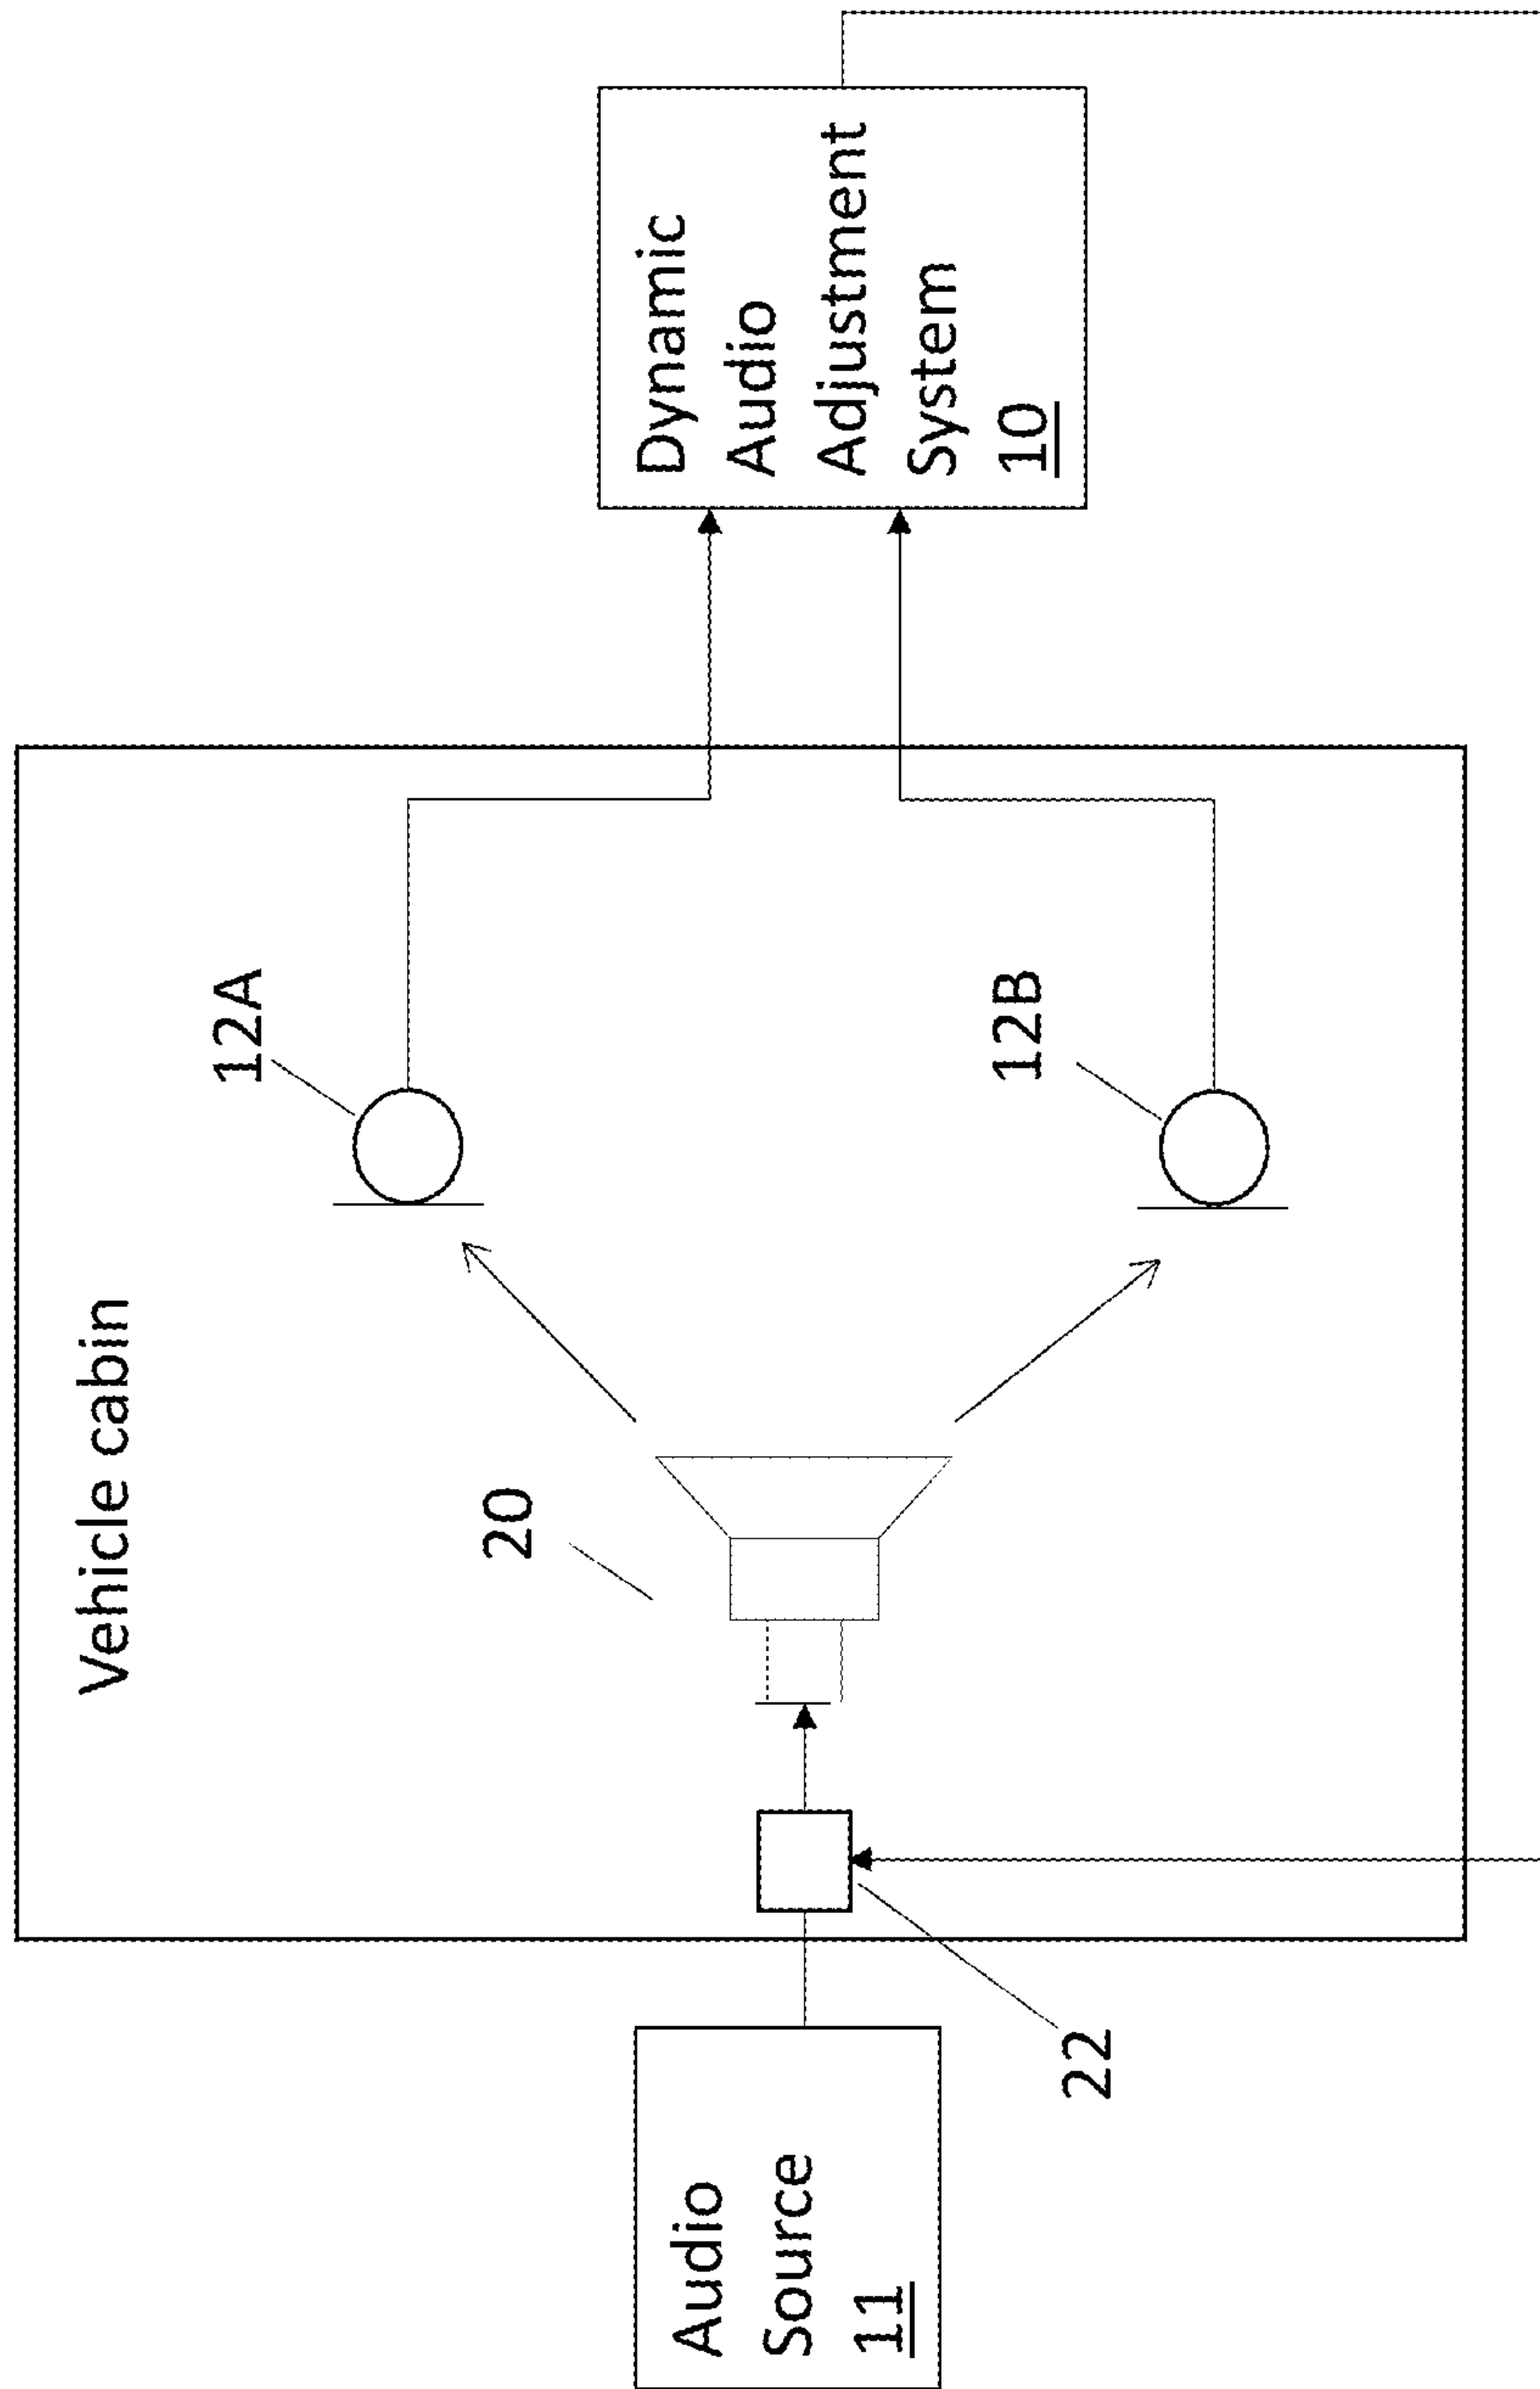 Vehicle cabin
Audio
Source
11
22
20
12A
12B
Dynamic
Audio
Adjustment
System
10